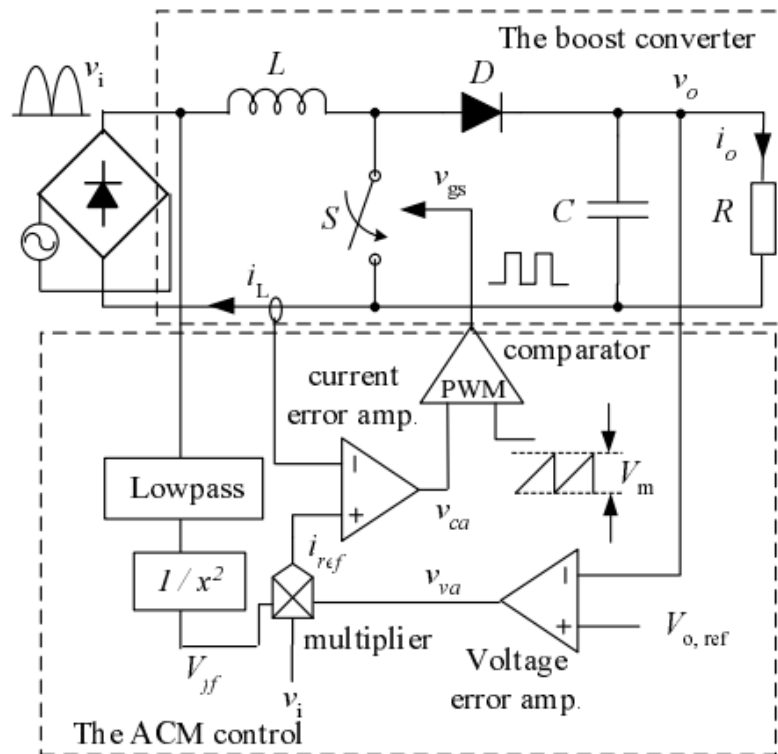 The boost converter
v_i
L
D
v_o
i_o
v_gs
S
C
R
i_L
comparator
current
error amp.
PWM
Lowpass
V_m
v_ca
1 / x^2
i_ref
v_va
multiplier
V_o, ref
V_ff
Voltage
error amp.
v_i
The ACM control